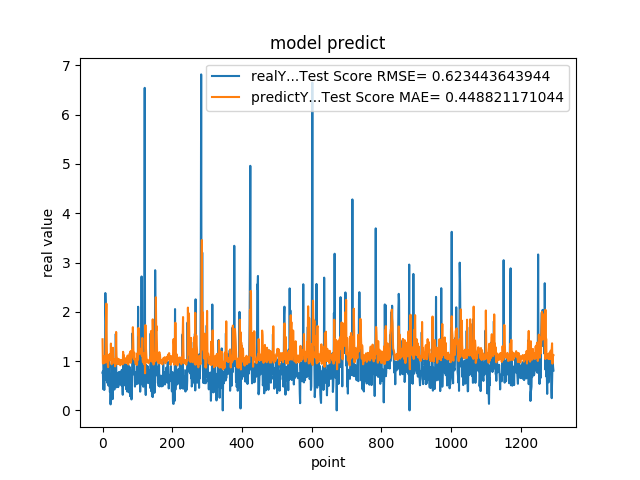 model predict
realY...Test Score RMSE= 0.623443643944
predictY...Test Score MAE= 0.448821171044
7
6
5
4
3
2
1
0
real value
0 200 400 600 800 1000 1200
point